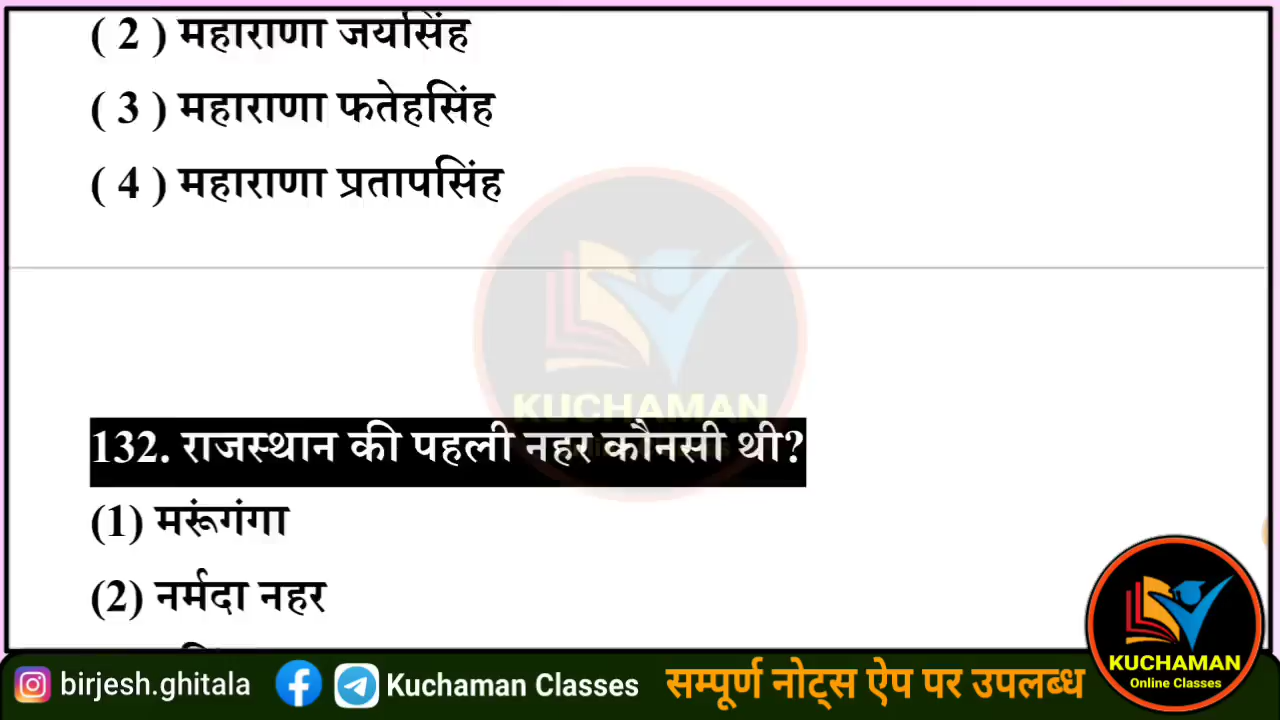 ( 2 ) महाराणा जयसिंह
( 3 ) महाराणा फतेहसिंह
( 4 ) महाराणा प्रतापसिंह
KUCHAMAN
132. राजस्थान की पहली नहर कौनसी थी?
(1) मरूंगंगा
(2) नर्मदा नहर
KUCHAMAN
Online Classes
birjesh.ghitala
Kuchaman Classes
सम्पूर्ण नोट्स ऐप पर उपलब्ध